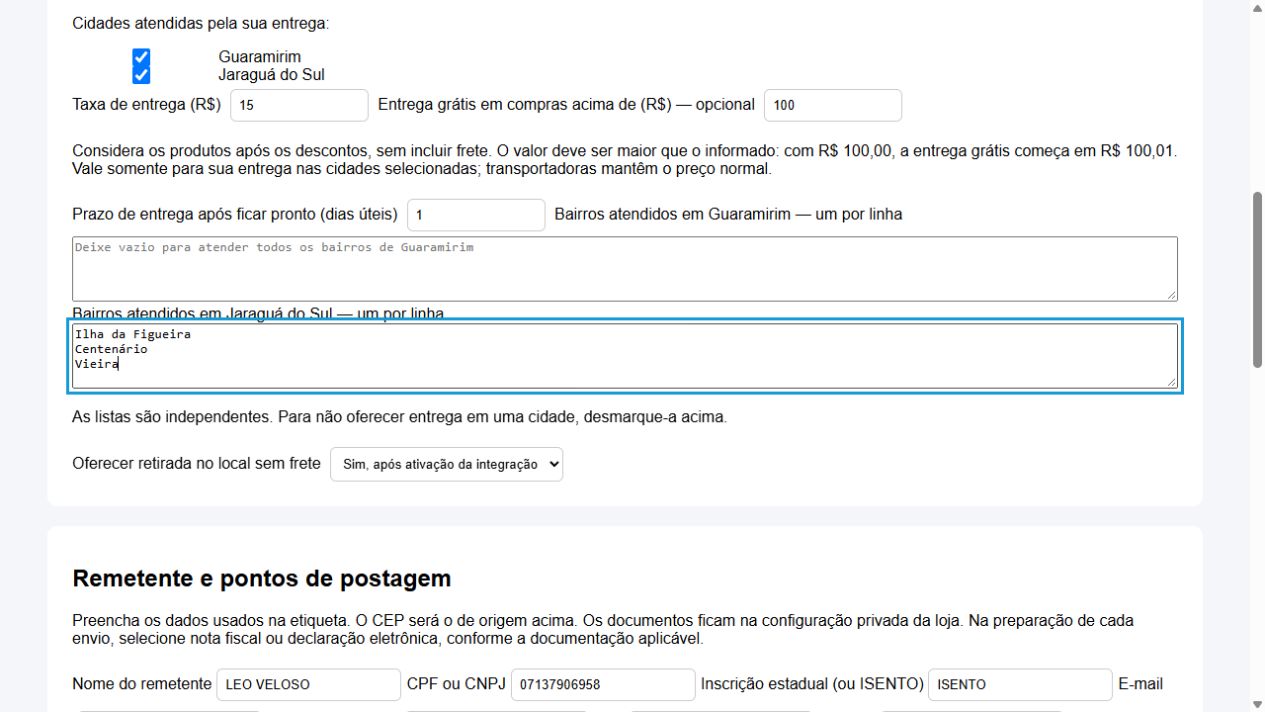 Cidades atendidas pela sua entrega:
Guaramirim
Jaraguá do Sul
Taxa de entrega (R$) 15 Entrega grátis em compras acima de (R$) — opcional 100
Considera os produtos após os descontos, sem incluir frete. O valor deve ser maior que o informado: com R$ 100,00, a entrega grátis começa em R$ 100,01.
Vale somente para sua entrega nas cidades selecionadas; transportadoras mantêm o preço normal.
Prazo de entrega após ficar pronto (dias úteis) 1 Bairros atendidos em Guaramirim — um por linha
Deixe vazio para atender todos os bairros de Guaramirim
Bairros atendidos em Jaraguá do Sul — um por linha
Ilha da Figueira
Centenário
Vieira
As listas são independentes. Para não oferecer entrega em uma cidade, desmarque-a acima.
Oferecer retirada no local sem frete Sim, após ativação da integração
Remetente e pontos de postagem
Preencha os dados usados na etiqueta. O CEP será o de origem acima. Os documentos ficam na configuração privada da loja. Na preparação de cada
envio, selecione nota fiscal ou declaração eletrônica, conforme a documentação aplicável.
Nome do remetente LEO VELOSO CPF ou CNPJ 07137906958 Inscrição estadual (ou ISENTO) ISENTO E-mail